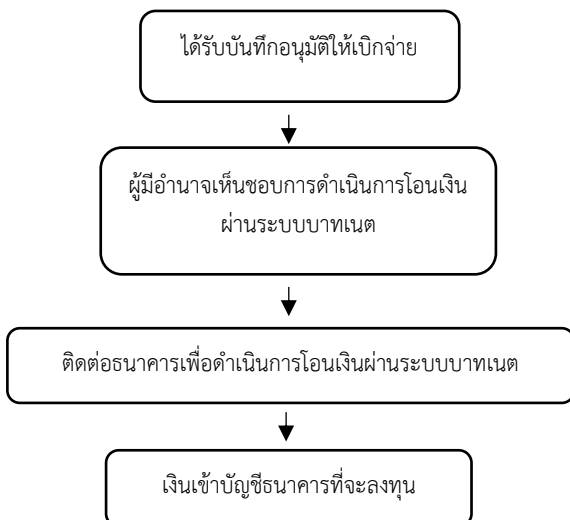 ได้รับบันทึกอนุมัติให้เบิกจ่าย
ผู้มีอำนาจเห็นชอบการดำเนินการโอนเงิน
ผ่านระบบบาทเนต
ติดต่อธนาคารเพื่อดำเนินการโอนเงินผ่านระบบบาทเนต
เงินเข้าบัญชีธนาคารที่จะลงทุน